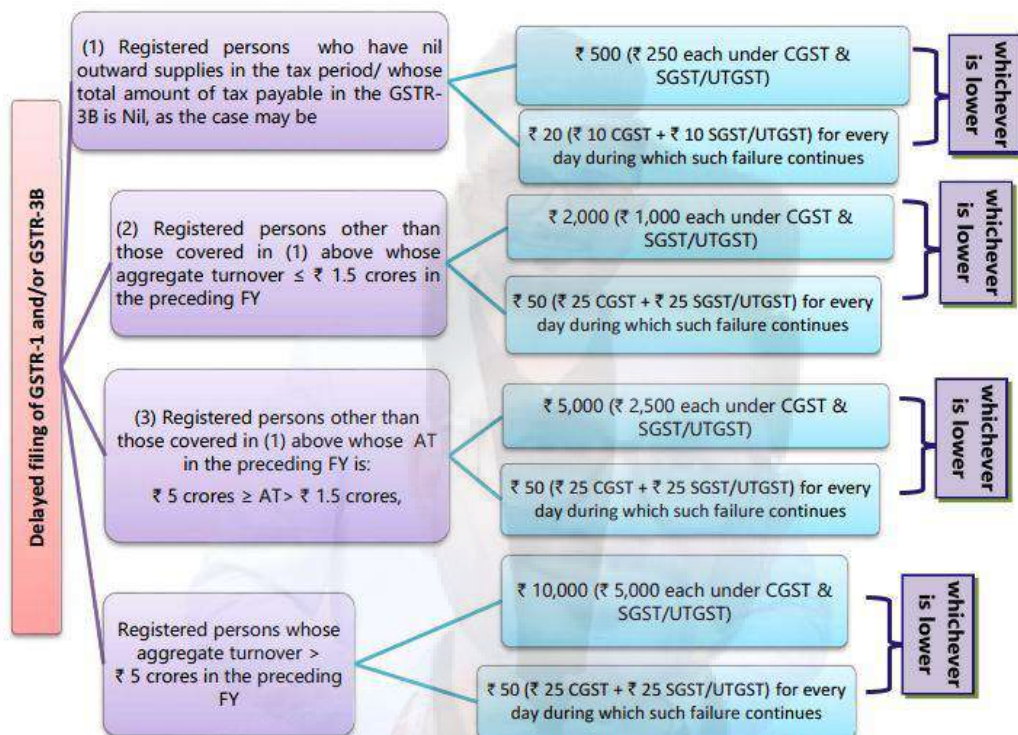 Delayed filing of GSTR-1 and/or GSTR-3B
(1) Registered persons who have nil
outward supplies in the tax period/ whose
total amount of tax payable in the GSTR-
3B is Nil, as the case may be
₹ 500 (₹ 250 each under CGST &
SGST/UTGST)
₹ 20 (₹ 10 CGST + ₹ 10 SGST/UTGST) for every
day during which such failure continues
whichever
is lower
(2) Registered persons other than
those covered in (1) above whose
aggregate turnover ≤ ₹ 1.5 crores in
the preceding FY
₹ 2,000 (₹ 1,000 each under CGST &
SGST/UTGST)
₹ 50 (₹ 25 CGST + ₹ 25 SGST/UTGST) for every
day during which such failure continues
whichever
is lower
(3) Registered persons other than
those covered in (1) above whose AT
in the preceding FY is:
₹ 5 crores ≥ AT> ₹ 1.5 crores,
₹ 5,000 (₹ 2,500 each under CGST &
SGST/UTGST)
₹ 50 (₹ 25 CGST + ₹ 25 SGST/UTGST) for every
day during which such failure continues
whichever
is lower
Registered persons whose
aggregate turnover >
₹ 5 crores in the preceding
FY
₹ 10,000 (₹ 5,000 each under CGST &
SGST/UTGST)
₹ 50 (₹ 25 CGST + ₹ 25 SGST/UTGST) for every
day during which such failure continues
whichever
is lower